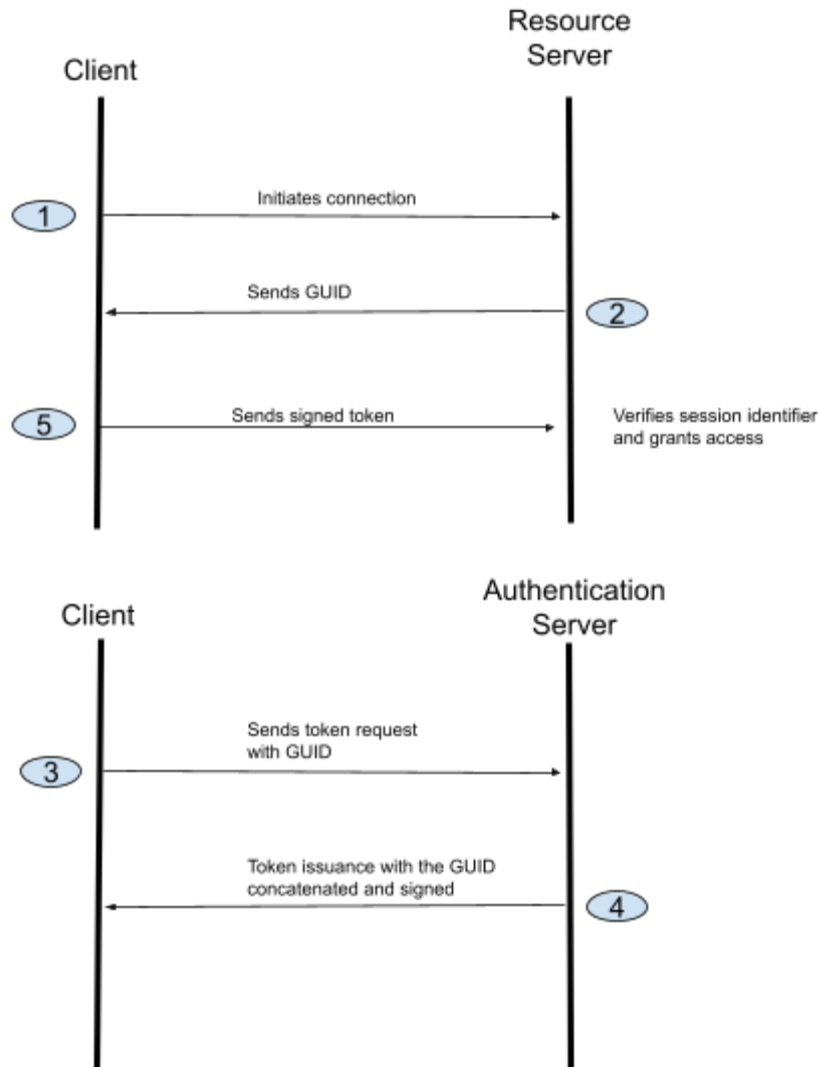 Resource
Server
Client
1
Initiates connection
Sends GUID
2
5
Sends signed token
Verifies session identifier
and grants access
Authentication
Server
Client
Sends token request
with GUID
3
Token issuance with the GUID
concatenated and signed
4